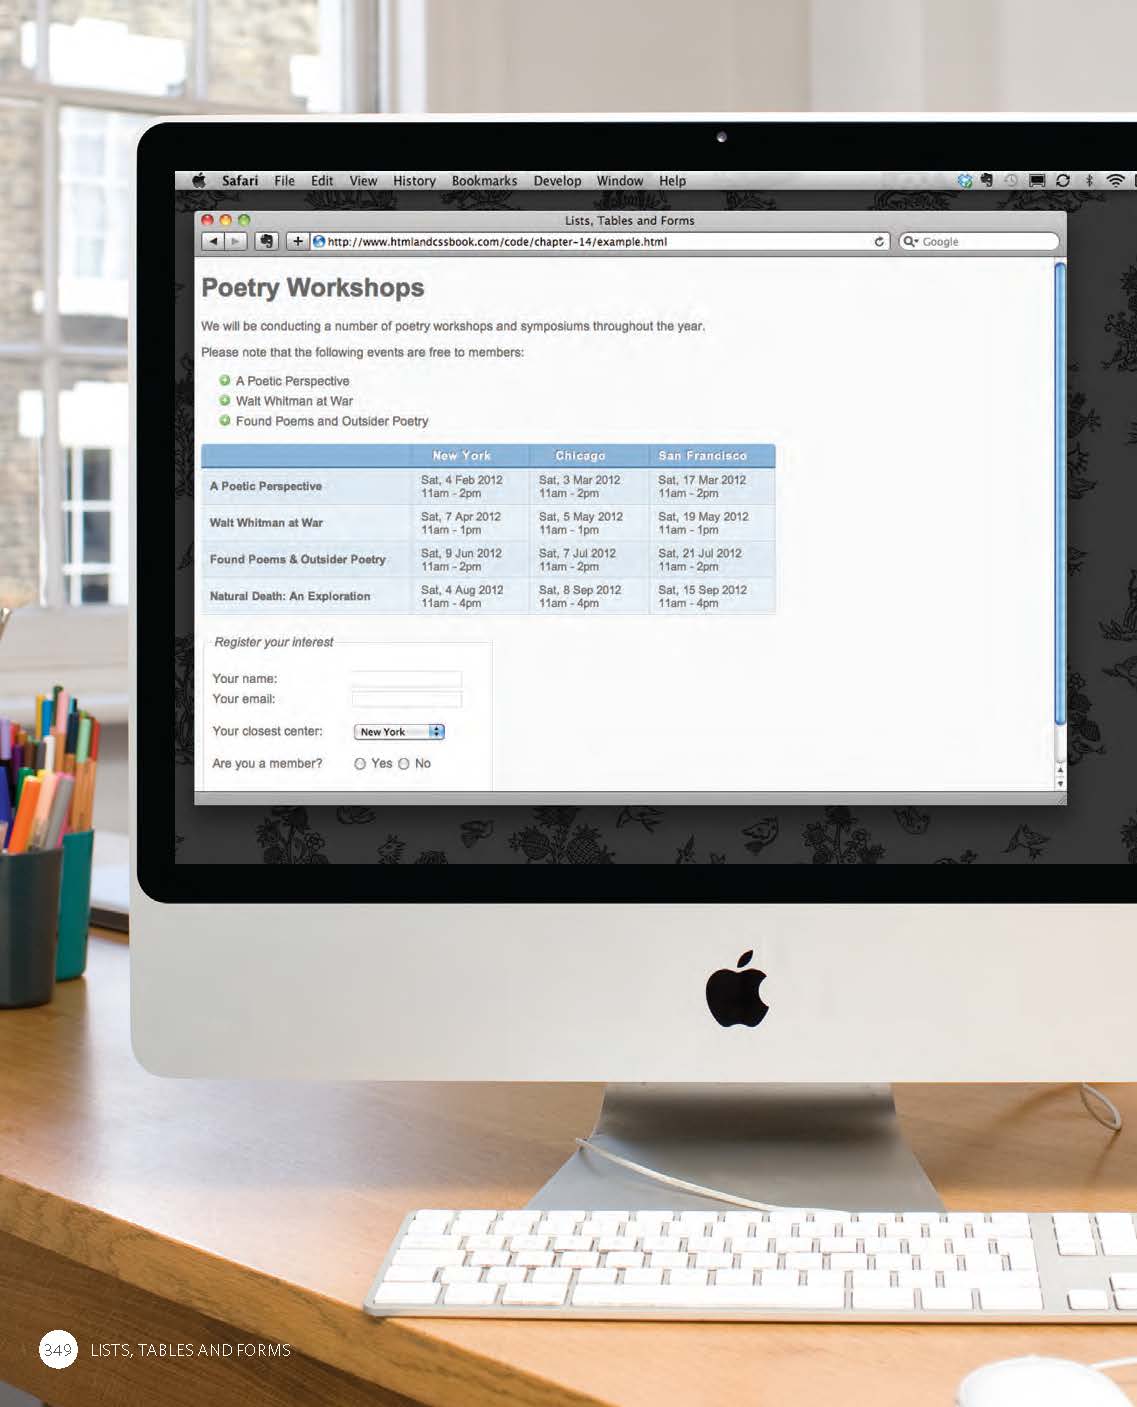 Safari File Edit View History Bookmarks Develop Window Help
Lists, Tables and Forms
http://www.htmlandcssbook.com/code/chapter-14/example.html Google
Poetry Workshops
We will be conducting a number of poetry workshops and symposiums throughout the year.
Please note that the following events are free to members:
A Poetic Perspective
Walt Whitman at War
Found Poems and Outsider Poetry
New York Chicago San Francisco
A Poetic Perspective Sat, 4 Feb 2012 11am - 2pm Sat, 3 Mar 2012 11am - 2pm Sat, 17 Mar 2012 11am - 2pm
Walt Whitman at War Sat, 7 Apr 2012 11am - 1pm Sat, 5 May 2012 11am - 1pm Sat, 19 May 2012 11am - 1pm
Found Poems & Outsider Poetry Sat, 9 Jun 2012 11am - 2pm Sat, 7 Jul 2012 11am - 2pm Sat, 21 Jul 2012 11am - 2pm
Natural Death: An Exploration Sat, 4 Aug 2012 11am - 4pm Sat, 8 Sep 2012 11am - 4pm Sat, 15 Sep 2012 11am - 4pm
Register your interest
Your name:
Your email:
Your closest center: New York
Are you a member? Yes No
349 LISTS, TABLES AND FORMS